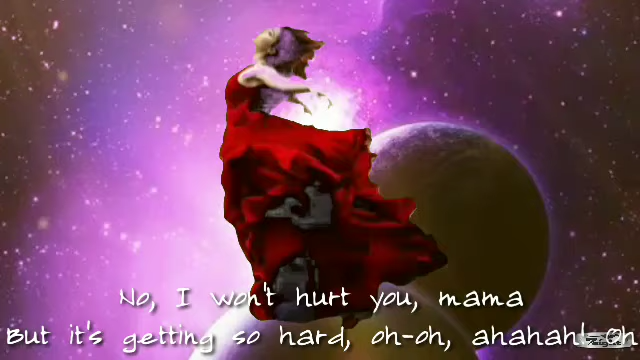 No, I won't hurt you, mama
But it's getting so hard, oh-oh, ahahah! Oh